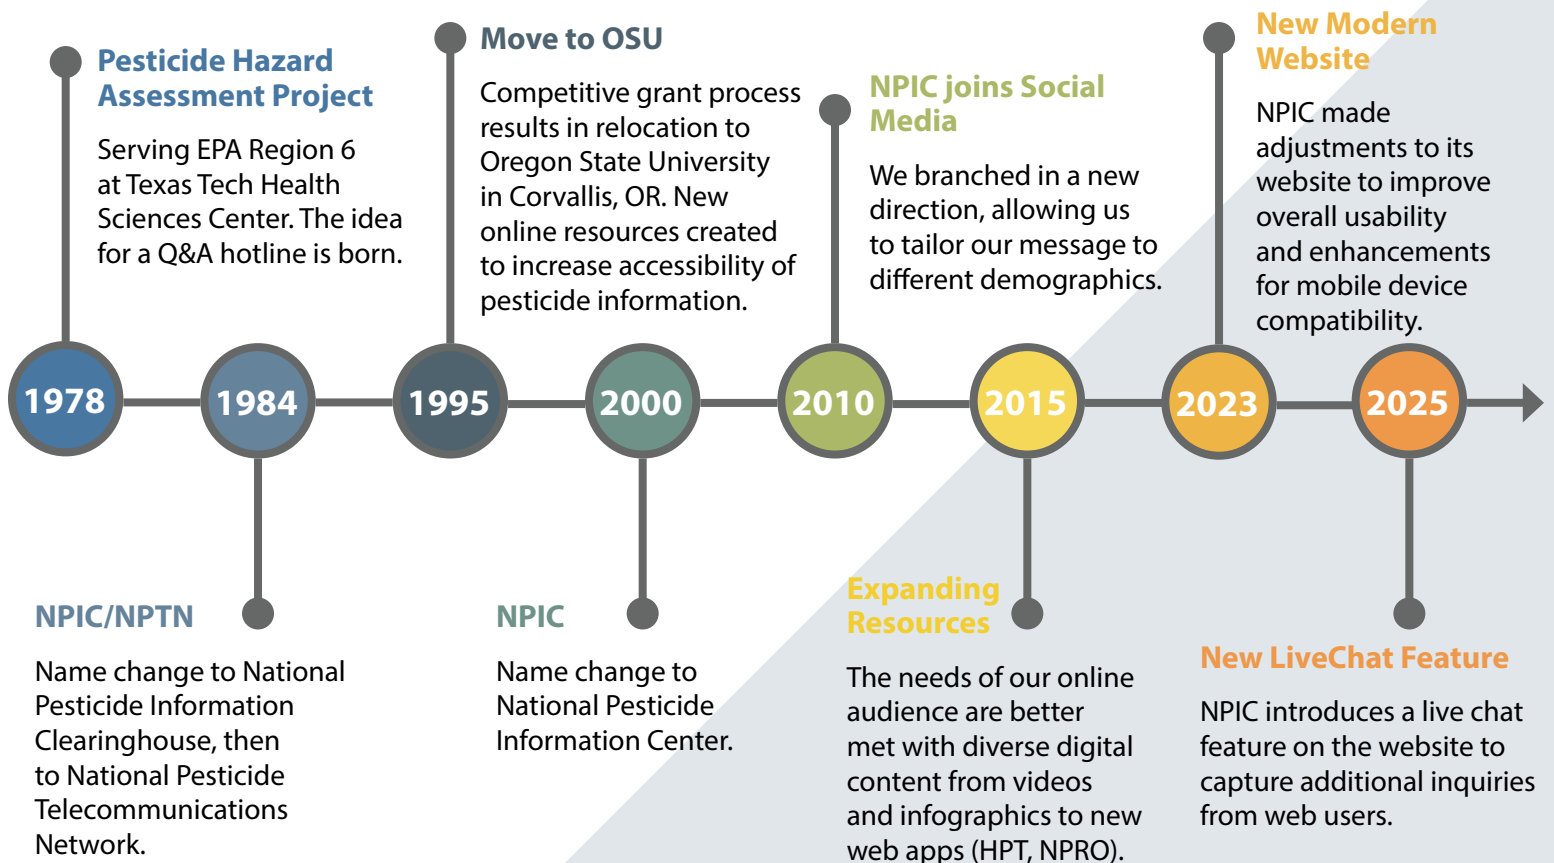 Pesticide Hazard
Assessment Project
Serving EPA Region 6
at Texas Tech Health
Sciences Center. The idea
for a Q&A hotline is born.
Move to OSU
Competitive grant process
results in relocation to
Oregon State University
in Corvallis, OR. New
online resources created
to increase accessibility of
pesticide information.
NPIC joins Social
Media
We branched in a new
direction, allowing us
to tailor our message to
different demographics.
New Modern
Website
NPIC made
adjustments to its
website to improve
overall usability
and enhancements
for mobile device
compatibility.
1978
1984
1995
2000
2010
2015
2023
2025
NPIC/NPTN
Name change to National
Pesticide Information
Clearinghouse, then
to National Pesticide
Telecommunications
Network.
NPIC
Name change to
National Pesticide
Information Center.
Expanding
Resources
The needs of our online
audience are better
met with diverse digital
content from videos
and infographics to new
web apps (HPT, NPRO).
New LiveChat Feature
NPIC introduces a live chat
feature on the website to
capture additional inquiries
from web users.